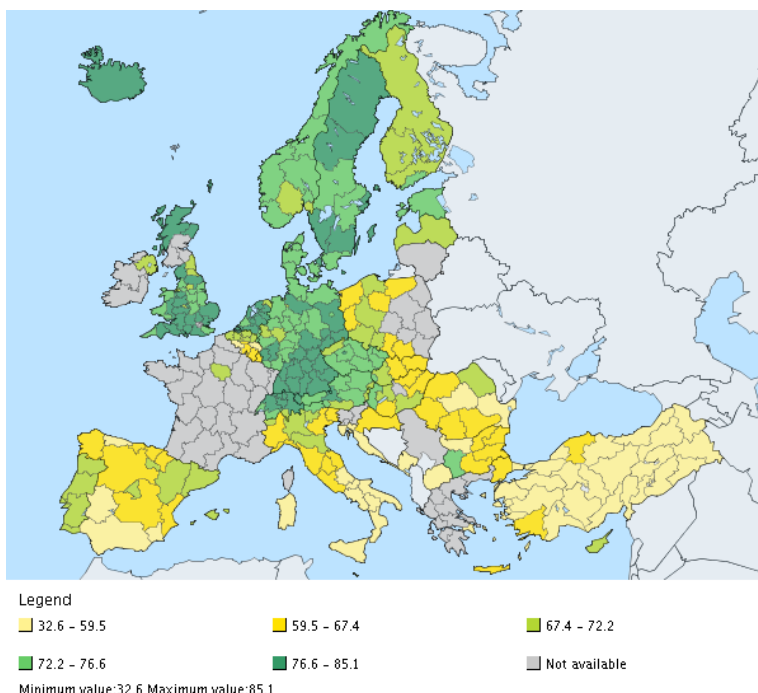 Legend
32.6 - 59.5 59.5 - 67.4 67.4 - 72.2
72.2 - 76.6 76.6 - 85.1 Not available
Minimum value:32.6 Maximum value:85.1